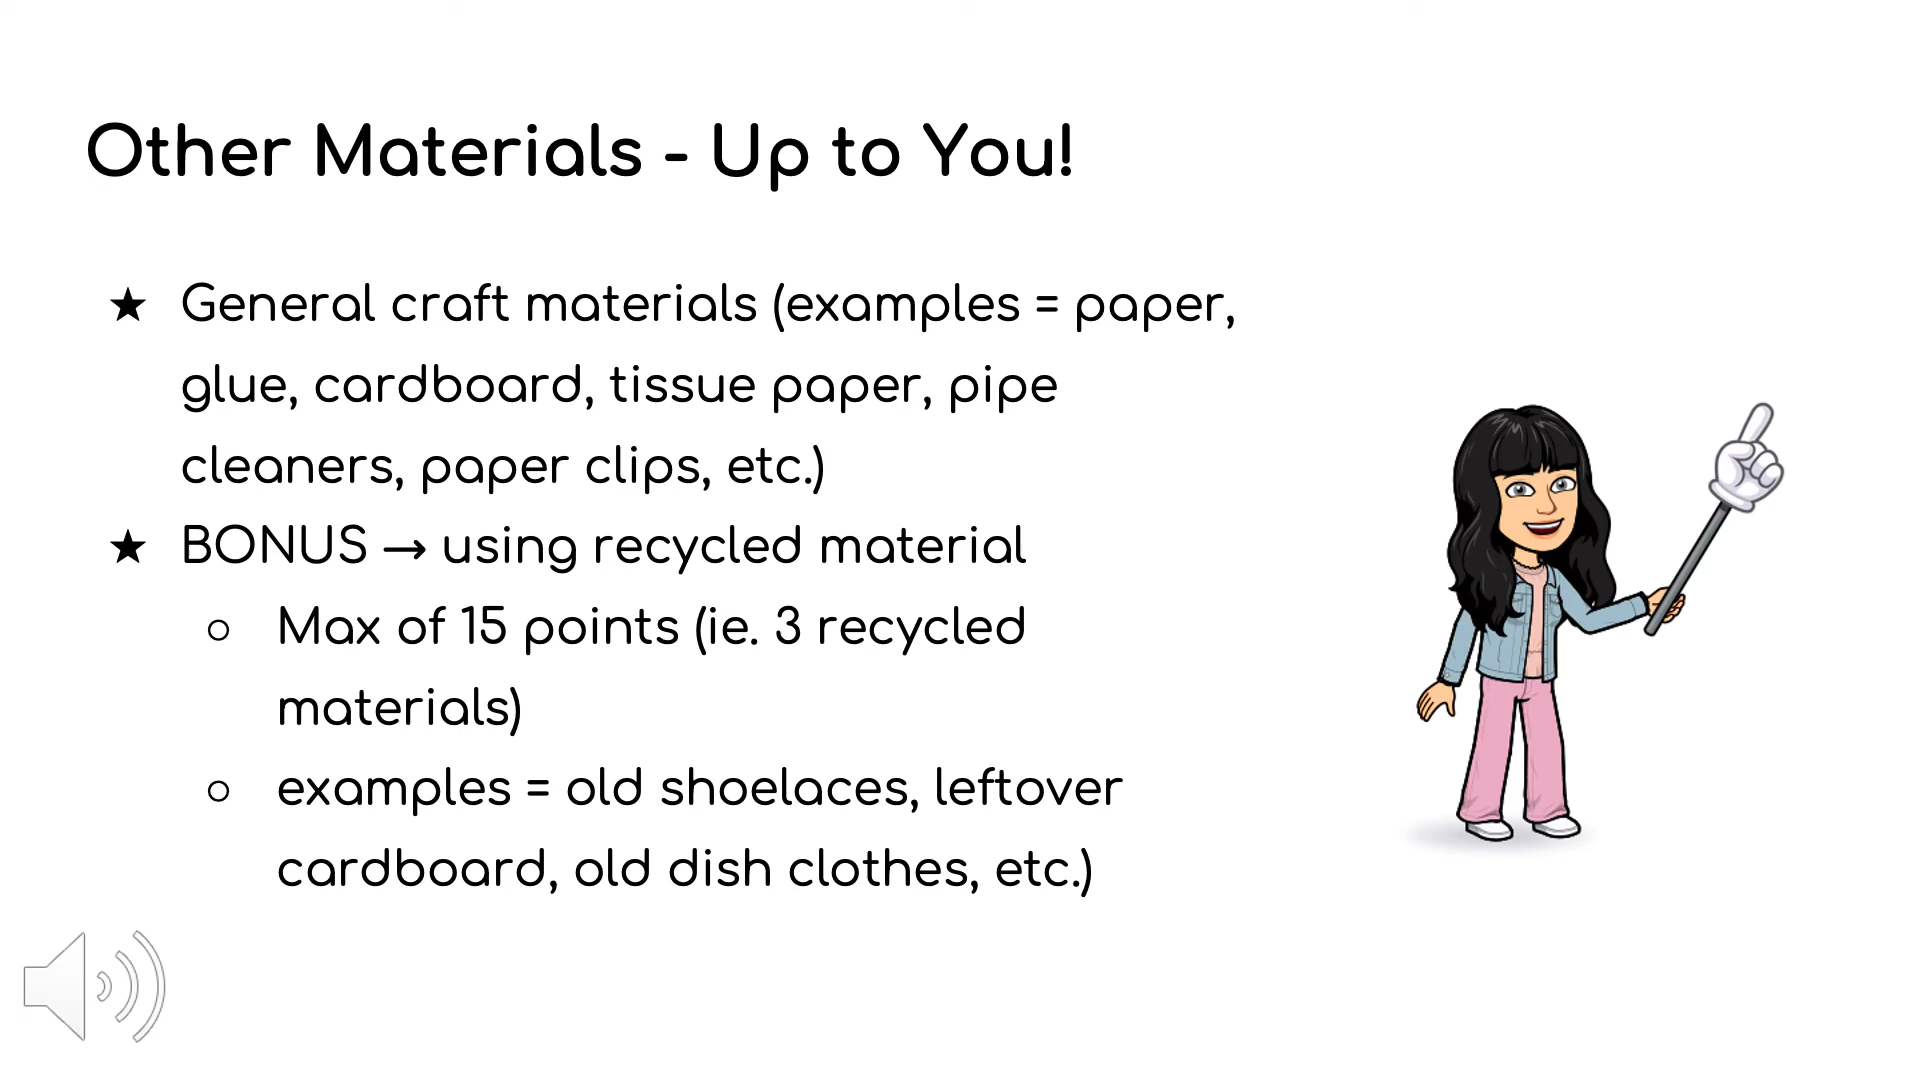 Other Materials - Up to You!
★ General craft materials (examples = paper,
glue, cardboard, tissue paper, pipe
cleaners, paper clips, etc.)
★ BONUS → using recycled material
○ Max of 15 points (ie. 3 recycled
materials)
○ examples = old shoelaces, leftover
cardboard, old dish clothes, etc.)